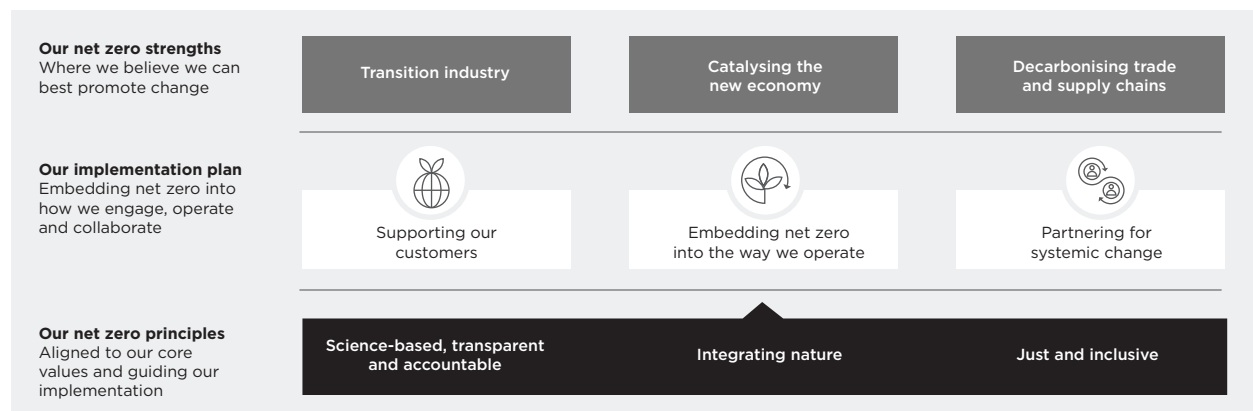 Our net zero strengths
Where we believe we can
best promote change
Transition industry
Catalysing the
new economy
Decarbonising trade
and supply chains
Our implementation plan
Embedding net zero into
how we engage, operate
and collaborate
Supporting our
customers
Embedding net zero
into the way we operate
Partnering for
systemic change
Our net zero principles
Aligned to our core
values and guiding our
implementation
Science-based, transparent
and accountable
Integrating nature
Just and inclusive